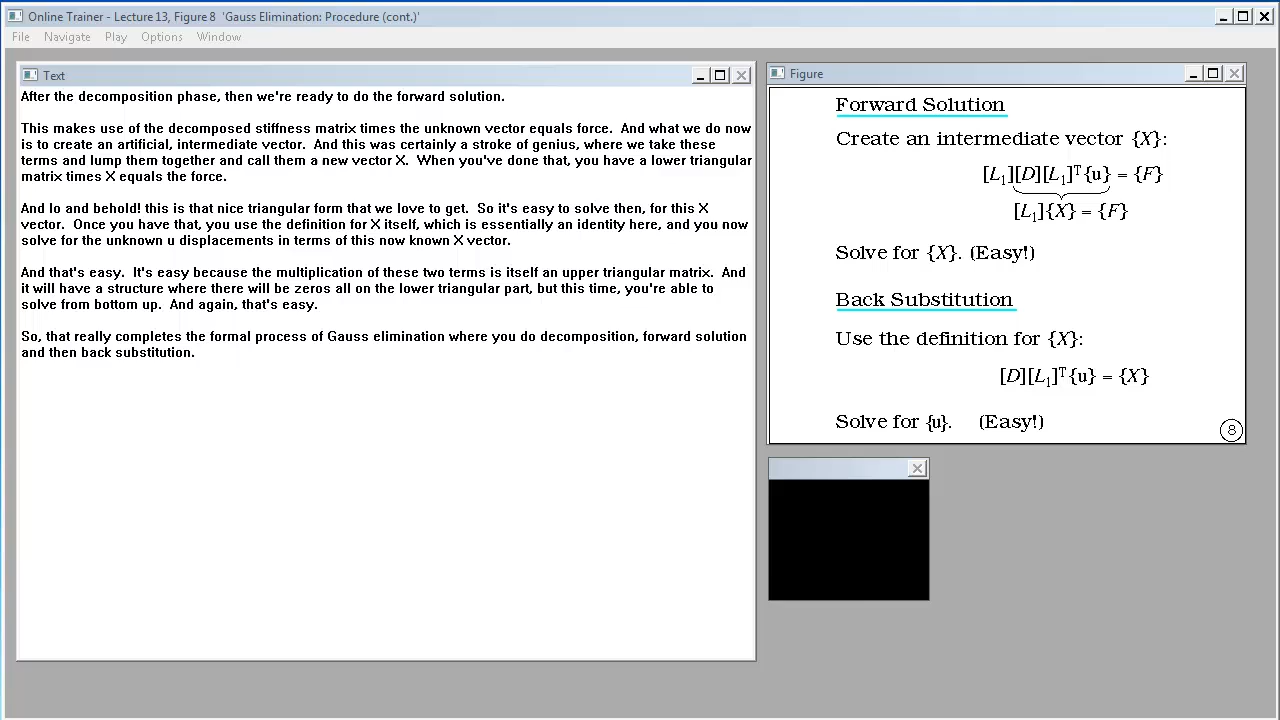 Online Trainer - Lecture 13, Figure 8 'Gauss Elimination: Procedure (cont.)'
File Navigate Play Options Window
Text
After the decomposition phase, then we're ready to do the forward solution.
This makes use of the decomposed stiffness matrix times the unknown vector equals force. And what we do now
is to create an artificial, intermediate vector. And this was certainly a stroke of genius, where we take these
terms and lump them together and call them a new vector X. When you've done that, you have a lower triangular
matrix times X equals the force.
And lo and behold! this is that nice triangular form that we love to get. So it's easy to solve then, for this X
vector. Once you have that, you use the definition for X itself, which is essentially an identity here, and you now
solve for the unknown u displacements in terms of this now known X vector.
And that's easy. It's easy because the multiplication of these two terms is itself an upper triangular matrix. And
it will have a structure where there will be zeros all on the lower triangular part, but this time, you're able to
solve from bottom up. And again, that's easy.
So, that really completes the formal process of Gauss elimination where you do decomposition, forward solution
and then back substitution.
Figure
Forward Solution
Create an intermediate vector {X}:
[L₁][D][L₁]ᵀ{u} = {F}
[L₁]{X} = {F}
Solve for {X}. (Easy!)
Back Substitution
Use the definition for {X}:
[D][L₁]ᵀ{u} = {X}
Solve for {u}. (Easy!)
8